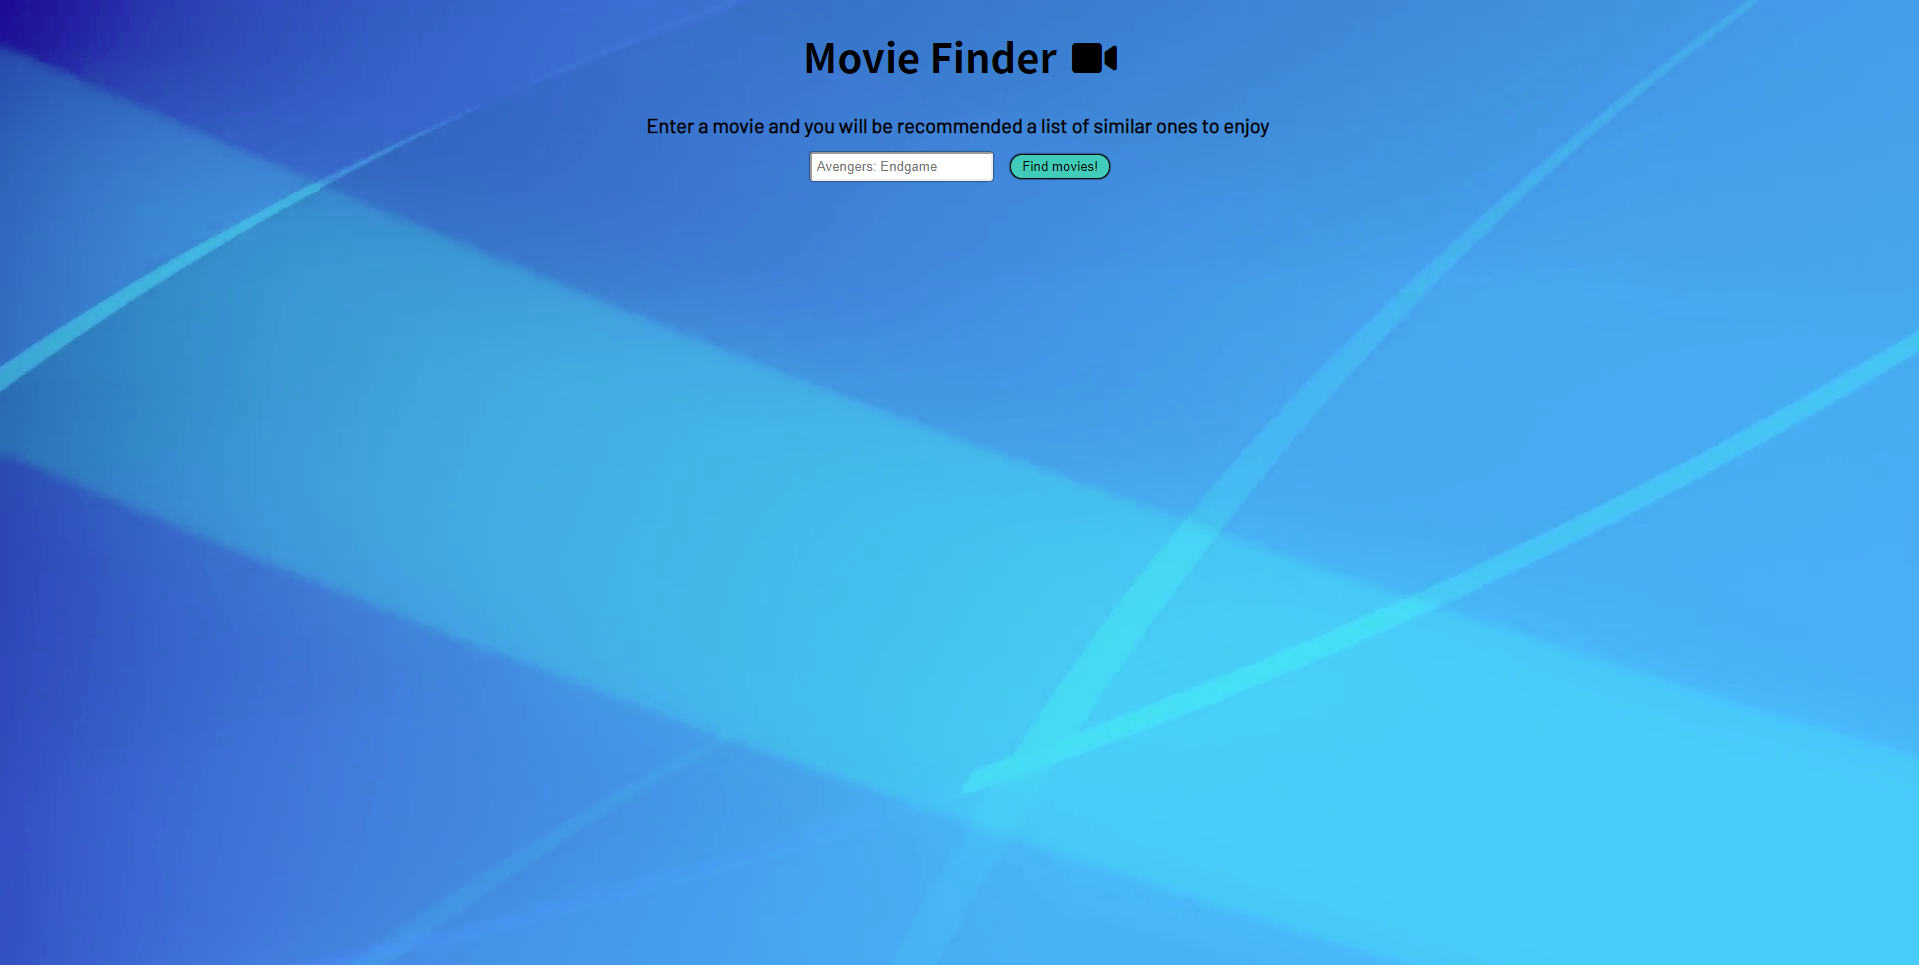 Movie Finder
Enter a movie and you will be recommended a list of similar ones to enjoy
Avengers: Endgame
Find movies!